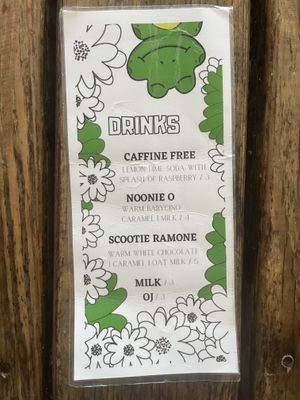 DRINKS
CAFFINE FREE
LEMON LIME SODA WITH
SPLASH OF RASPBERRY / 3
NOONIE O
WARM BABYCINO
CARAMEL | MILK / 4
SCOOTIE RAMONE
WARM WHITE CHOCOLATE
| CARAMEL | OAT MILK / 5
MILK / 3
OJ / 3